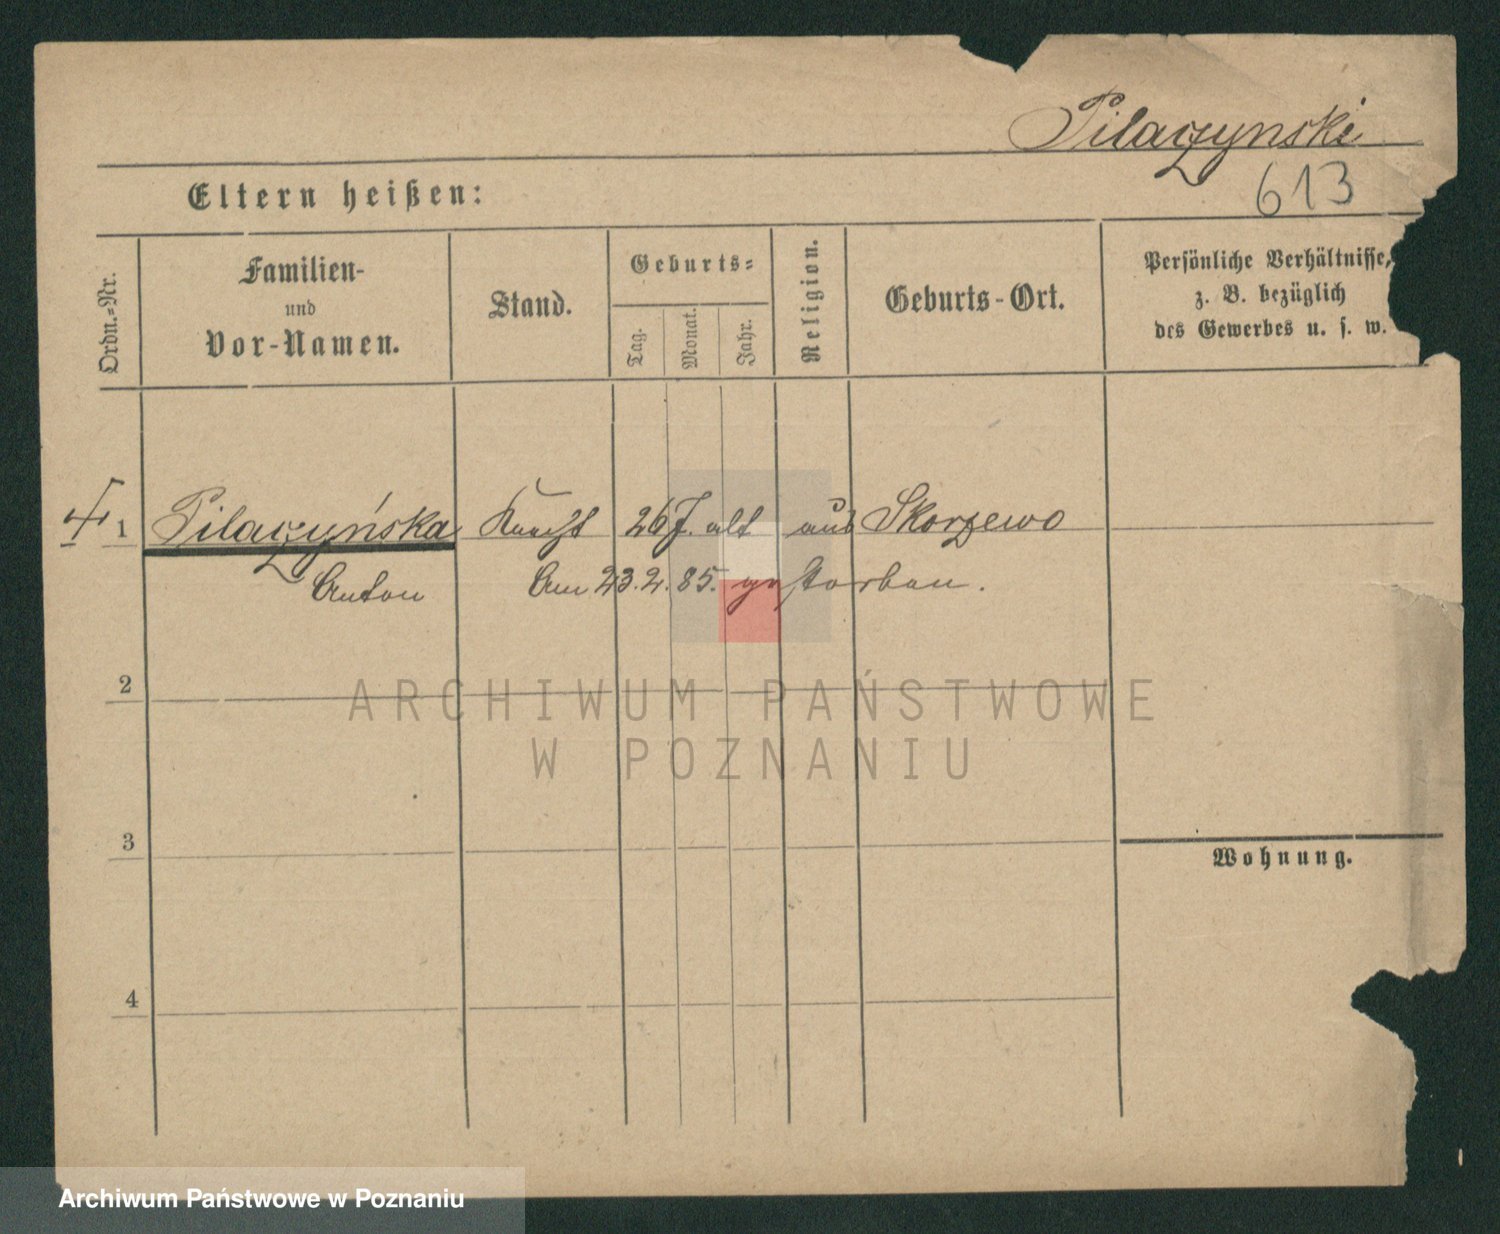 Pilaczynski
613
Eltern heißen:
Ordn.-Nr.
Familien-
und
Vor-Namen.
Stand.
Geburts-
Tag.
Monat.
Jahr.
Religion.
Geburts-Ort.
Persönliche Verhältnisse,
z. B. bezüglich
des Gewerbes u. s. w.
1 Pilaczyńska Knecht 26 J. alt aus Skorzewo
Anton Am 23.2.85. gestorben.
2
ARCHIWUM PAŃSTWOWE
W POZNANIU
3
Wohnung.
4
Archiwum Państwowe w Poznaniu